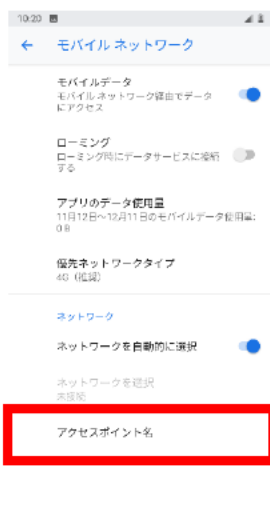 10:20
モバイル ネットワーク
モバイルデータ
モバイル ネットワーク経由でデータ
にアクセス
ローミング
ローミング時にデータサービスに接続
する
アプリのデータ使用量
11月12日～12月11日のモバイルデータ使用量:
0 B
優先ネットワークタイプ
4G（推奨）
ネットワーク
ネットワークを自動的に選択
ネットワークを選択
未接続
アクセスポイント名